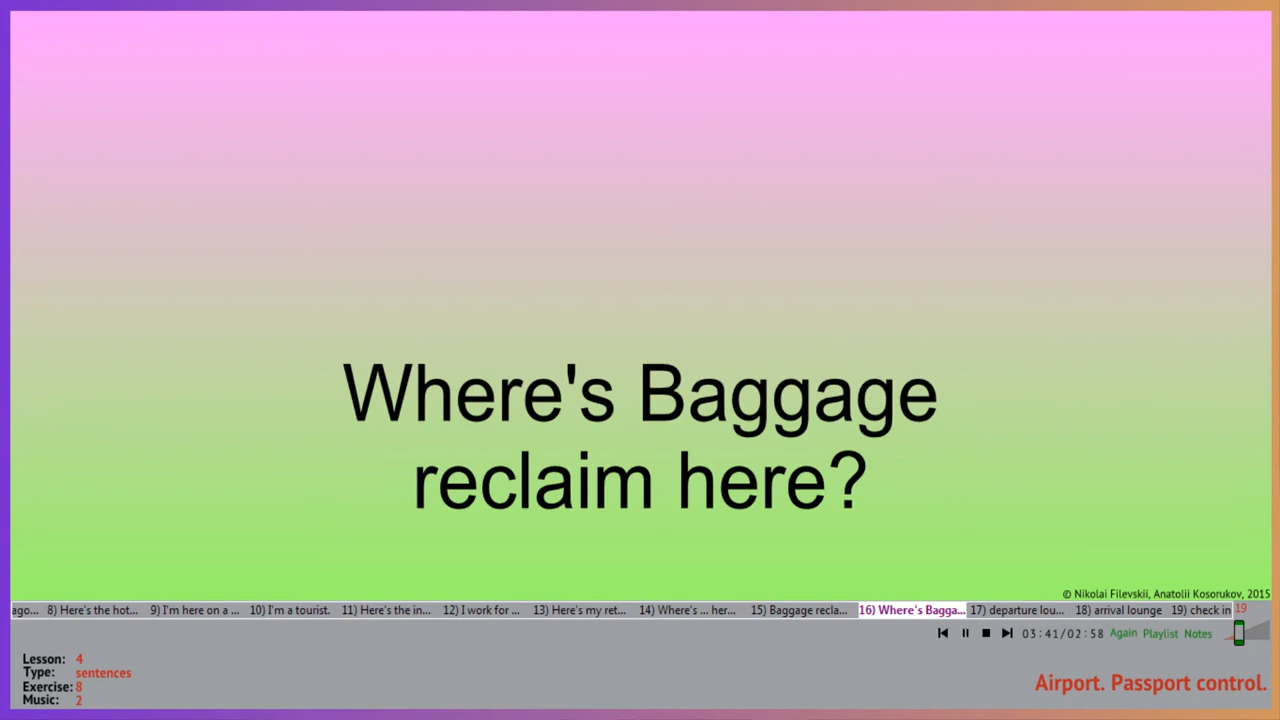 Where's Baggage
reclaim here?
© Nikolai Filevskii, Anatolii Kosorukov, 2015
ago... 8) Here's the hot... 9) I'm here on a ... 10) I'm a tourist. 11) Here's the in... 12) I work for ... 13) Here's my ret... 14) Where's ... her... 15) Baggage recla... 16) Where's Bagga... 17) departure lou... 18) arrival lounge 19) check in 19
03:41/02:58 Again Playlist Notes
Lesson: 4
Type: sentences
Exercise: 8
Music: 2
Airport. Passport control.